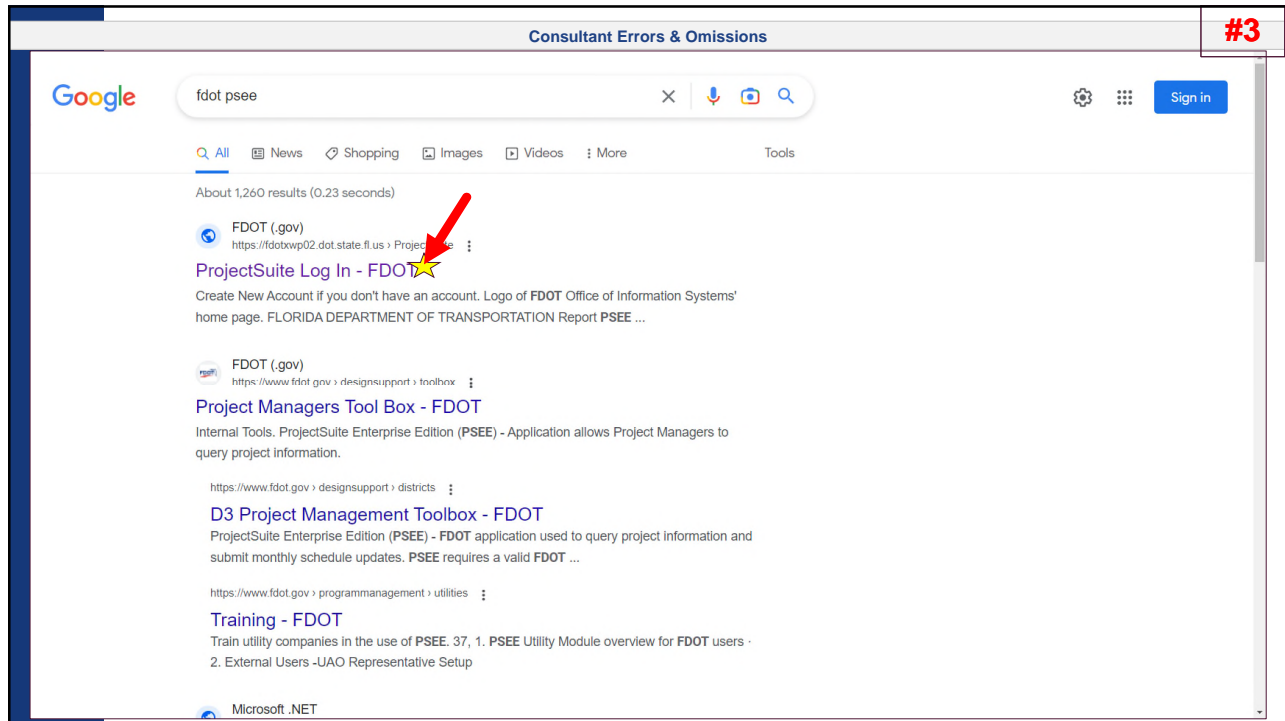 Consultant Errors & Omissions
#3
Google
fdot psee
Sign in
All News Shopping Images Videos More Tools
About 1,260 results (0.23 seconds)
FDOT (.gov)
https://fdotxwp02.dot.state.fl.us ›
ProjectSuite Log In - FDOT
Create New Account if you don't have an account. Logo of FDOT Office of Information Systems'
home page. FLORIDA DEPARTMENT OF TRANSPORTATION Report PSEE ...
FDOT (.gov)
https://www.fdot.gov › designsupport › toolbox
Project Managers Tool Box - FDOT
Internal Tools. ProjectSuite Enterprise Edition (PSEE) - Application allows Project Managers to
query project information.
https://www.fdot.gov › designsupport › districts
D3 Project Management Toolbox - FDOT
ProjectSuite Enterprise Edition (PSEE) - FDOT application used to query project information and
submit monthly schedule updates. PSEE requires a valid FDOT ...
https://www.fdot.gov › programmanagement › utilities
Training - FDOT
Train utility companies in the use of PSEE. 37, 1. PSEE Utility Module overview for FDOT users ·
2. External Users -UAO Representative Setup
Microsoft .NET